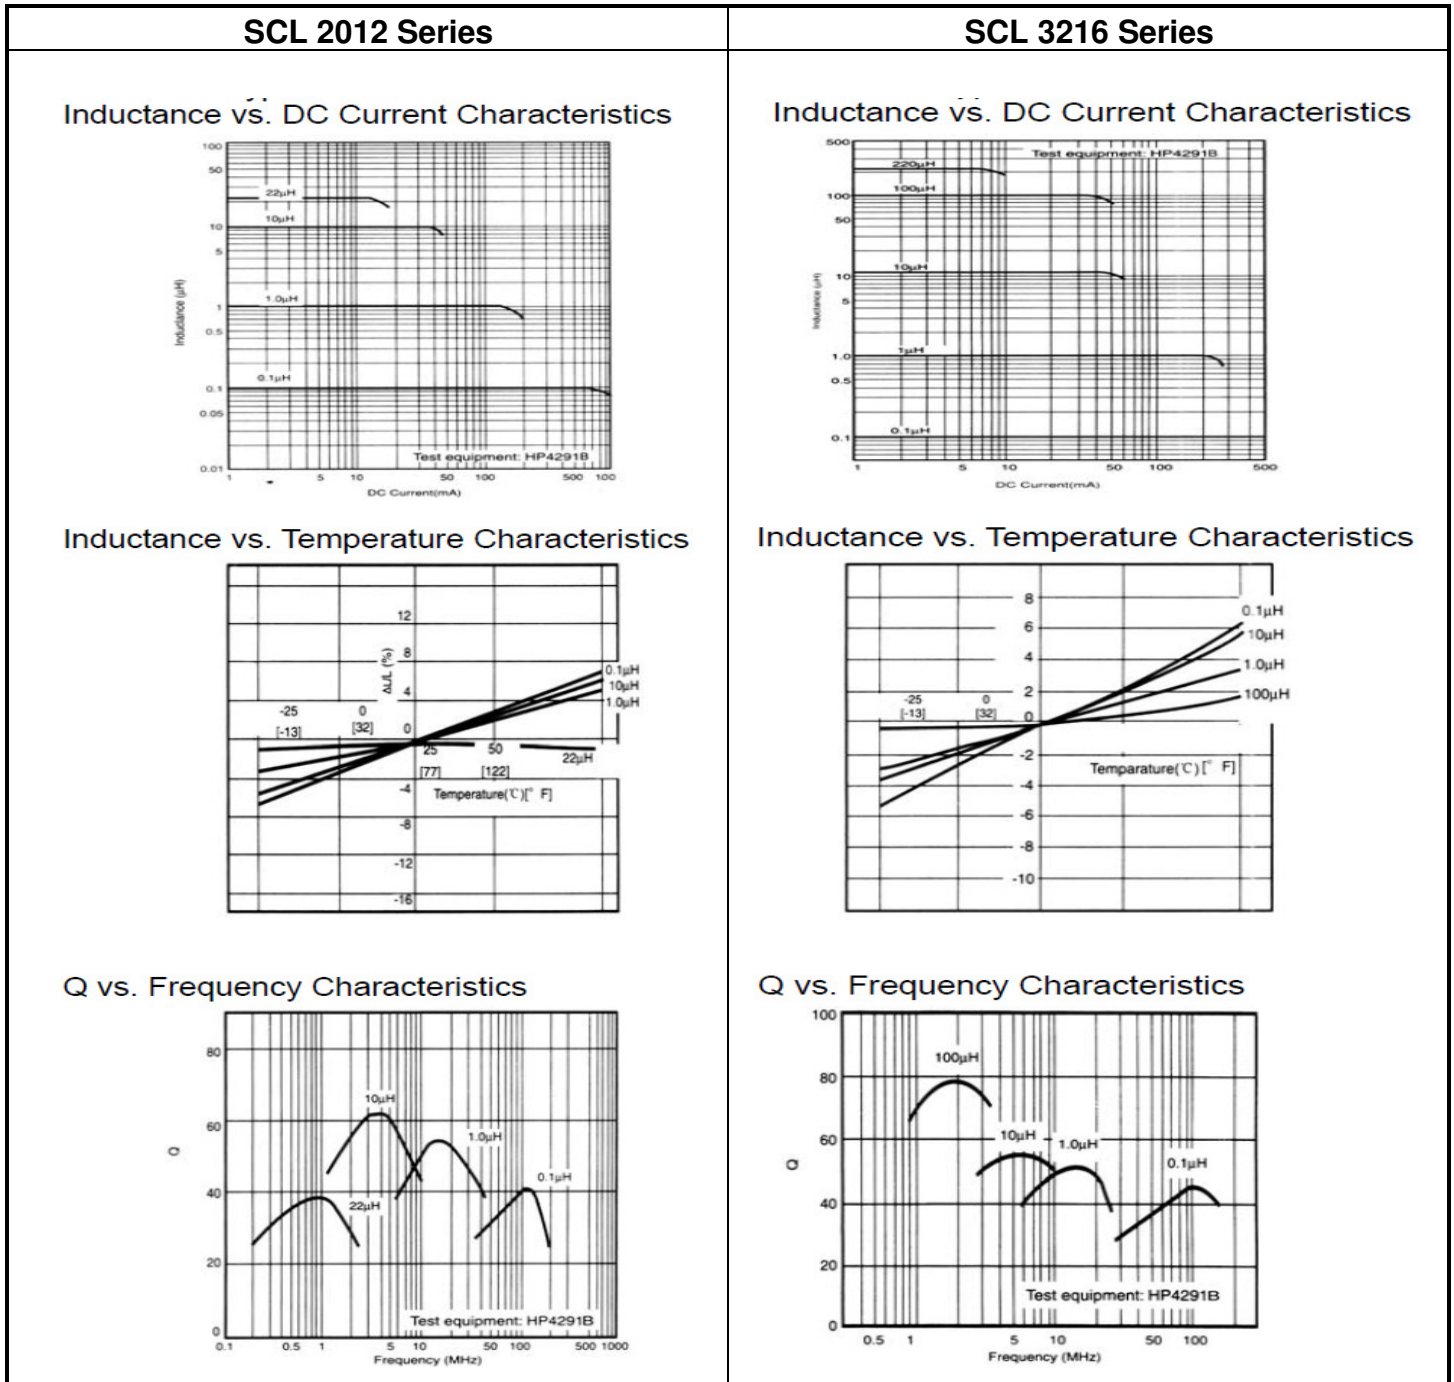 SCL 2012 Series
SCL 3216 Series
Inductance vs. DC Current Characteristics
100
50
22µH
10µH
10
5
Inductance (µH)
1.0µH
1
0.5
0.1µH
0.1
0.05
Test equipment: HP4291B
0.01
1
5
10
50
100
500
100
DC Current(mA)
Inductance vs. DC Current Characteristics
500
Test equipment: HP4291B
220µH
100µH
100
50
10µH
10
5
Inductance (µH)
1µH
1.0
0.5
0.1µH
0.1
1
5
10
50
100
500
DC Current(mA)
Inductance vs. Temperature Characteristics
12
8
ΔL/L (%)
4
0
0.1µH
10µH
1.0µH
-25
[-13]
0
[32]
25
[77]
50
[122]
22µH
-4
Temperature(℃)[° F]
-8
-12
-16
Inductance vs. Temperature Characteristics
8
6
4
2
0
0.1µH
10µH
1.0µH
100µH
-25
[-13]
0
[32]
-2
Temparature(℃)[° F]
-4
-6
-8
-10
Q vs. Frequency Characteristics
80
10µH
60
1.0µH
Q
0.1µH
40
22µH
20
Test equipment: HP4291B
0
0.1
0.5
1
5
10
50
100
500
1000
Frequency (MHz)
Q vs. Frequency Characteristics
100
100µH
80
10µH
1.0µH
60
0.1µH
Q
40
20
Test equipment: HP4291B
0
0.5
1
5
10
50
100
Frequency (MHz)